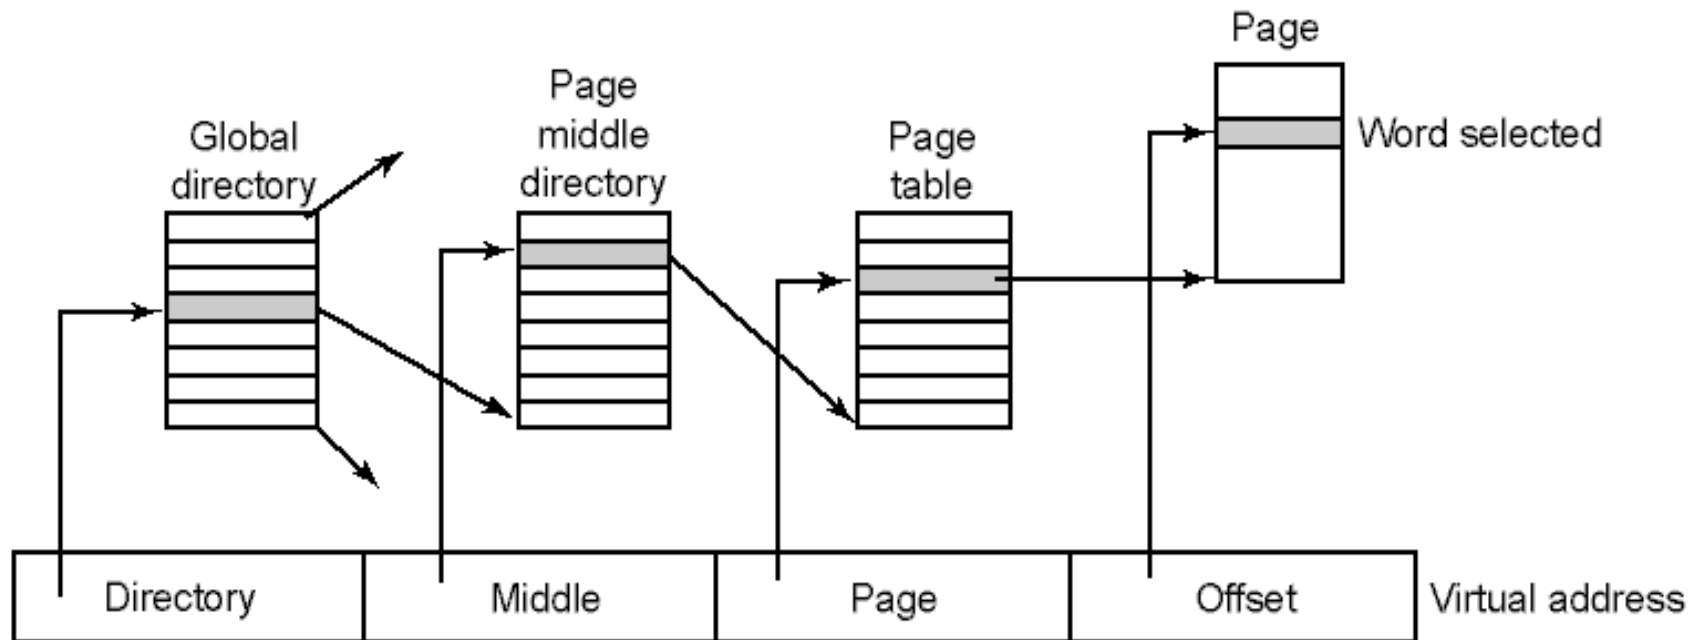 Page
Page
middle
directory
Global
directory
Page
table
Word selected
Directory
Middle
Page
Offset
Virtual address